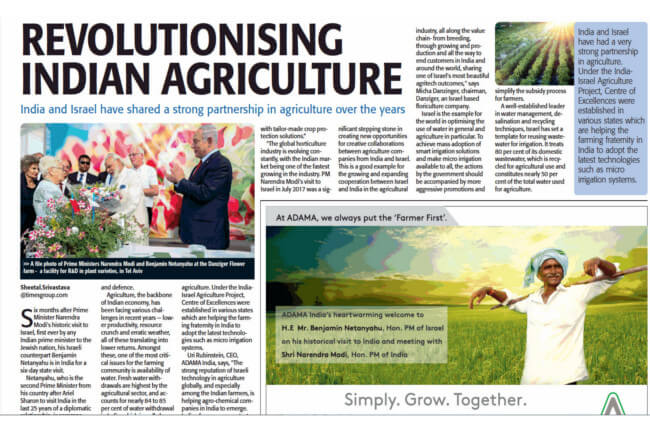 REVOLUTIONISING
INDIAN AGRICULTURE
India and Israel have shared a strong partnership in agriculture over the years
>> A file photo of Prime Ministers Narendra Modi and Benjamin Netanyahu at the Danziger Flower
farm - a facility for R&D in plant varieties, in Tel Aviv
Sheetal.Srivastava
@timesgroup.com
Six months after Prime
Minister Narendra
Modi's historic visit to
Israel, first ever by any
Indian prime minister to the
Jewish nation, his Israeli
counterpart Benjamin
Netanyahu is in India for a
six-day state visit.
Netanyahu, who is the
second Prime Minister from
his country after Ariel
Sharon to visit India in the
last 25 years of a diplomatic
and defence.
Agriculture, the backbone
of Indian economy, has
been facing various chal-
lenges in recent years — low-
er productivity, resource
crunch and erratic weather,
all of these translating into
lower returns. Amongst
these, one of the most criti-
cal issues for the farming
community is availability of
water. Fresh water with-
drawals are highest by the
agricultural sector, and ac-
counts for nearly 84 to 85
per cent of water withdrawal
agriculture. Under the India-
Israel Agriculture Project,
Centre of Excellences were
established in various states
which are helping the farm-
ing fraternity in India to
adopt the latest technolo-
gies such as micro irrigation
systems.
Uri Rubinstein, CEO,
ADAMA India, says, "The
strong reputation of Israeli
technology in agriculture
globally, and especially
among the Indian farmers, is
helping agro-chemical com-
panies in India to emerge.
with tailor-made crop pro-
tection solutions."
"The global horticulture
industry is evolving con-
stantly, with the Indian mar-
ket being one of the fastest
growing in the industry. PM
Narendra Modi's visit to
Israel in July 2017 was a sig-
nificant stepping stone in
creating new opportunities
for creative collaborations
between agriculture com-
panies from India and Israel.
This is a good example for
the growing and expanding
cooperation between Israel
and India in the agricultural
industry, all along the value
chain- from breeding,
through growing and pro-
duction and all the way to
end customers in India and
around the world, sharing
one of Israel's most beautiful
agritech outcomes," says
Micha Danzinger, chairman,
Danziger, an Israel based
floriculture company.
Israel is the example for
the world in optimising the
use of water in general and
agriculture in particular. To
achieve mass adoption of
smart irrigation solutions
and make micro irrigation
available to all, the actions
by the government should
be accompanied by more
aggressive promotions and
simplify the subsidy process
for farmers.
A well-established leader
in water management, de-
salination and recycling
techniques, Israel has set a
template for reusing waste-
water for irrigation. It treats
80 per cent of its domestic
wastewater, which is recy-
cled for agricultural use and
constitutes nearly 50 per
cent of the total water used
for agriculture.
India and Israel
have had a very
strong partnership
in agriculture.
Under the India-
Israel Agriculture
Project, Centre of
Excellences were
established in
various states which
are helping the
farming fraternity in
India to adopt the
latest technologies
such as micro
irrigation systems.
At ADAMA, we always put the 'Farmer First'.
ADAMA India's heartwarming welcome to
H.E Mr. Benjamin Netanyahu, Hon. PM of Israel
on his historical visit to India and meeting with
Shri Narendra Modi, Hon. PM of India
Simply. Grow. Together.